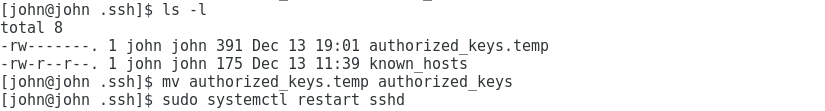 [john@john .ssh]$ ls -l
total 8
-rw-------. 1 john john 391 Dec 13 19:01 authorized_keys.temp
-rw-r--r--. 1 john john 175 Dec 13 11:39 known_hosts
[john@john .ssh]$ mv authorized_keys.temp authorized_keys
[john@john .ssh]$ sudo systemctl restart sshd